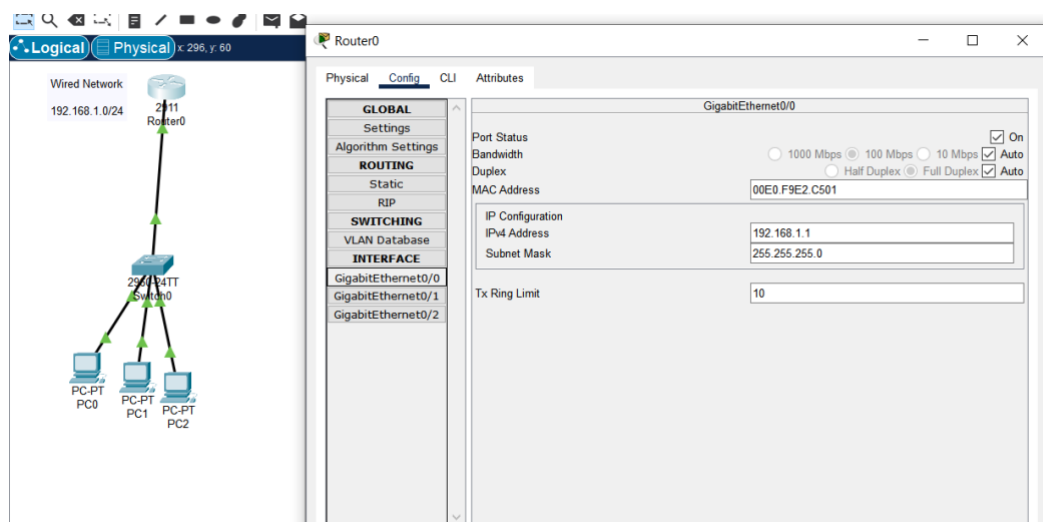 Logical Physical x: 296, y: 60
Wired Network
192.168.1.0/24
2911
Router0
2960-24TT
Switch0
PC-PT
PC0
PC-PT
PC1
PC-PT
PC2
Router0
Physical Config CLI Attributes
GLOBAL
Settings
Algorithm Settings
ROUTING
Static
RIP
SWITCHING
VLAN Database
INTERFACE
GigabitEthernet0/0
GigabitEthernet0/1
GigabitEthernet0/2
GigabitEthernet0/0
Port Status On
Bandwidth 1000 Mbps 100 Mbps 10 Mbps Auto
Duplex Half Duplex Full Duplex Auto
MAC Address 00E0.F9E2.C501
IP Configuration
IPv4 Address 192.168.1.1
Subnet Mask 255.255.255.0
Tx Ring Limit 10